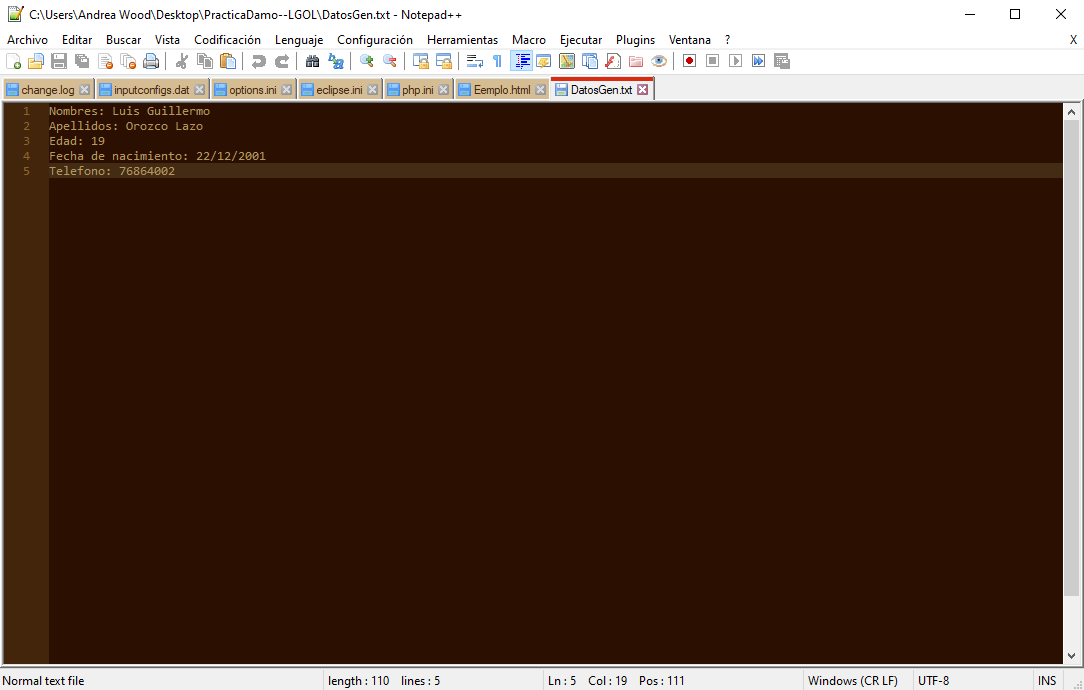 C:\Users\Andrea Wood\Desktop\PracticaDamo--LGOL\DatosGen.txt - Notepad++
Archivo Editar Buscar Vista Codificación Lenguaje Configuración Herramientas Macro Ejecutar Plugins Ventana ? X
change.log inputconfigs.dat options.ini eclipse.ini php.ini Eemplo.html DatosGen.txt
1 Nombres: Luis Guillermo
2 Apellidos: Orozco Lazo
3 Edad: 19
4 Fecha de nacimiento: 22/12/2001
5 Telefono: 76864002
Normal text file length : 110 lines : 5 Ln : 5 Col : 19 Pos : 111 Windows (CR LF) UTF-8 INS